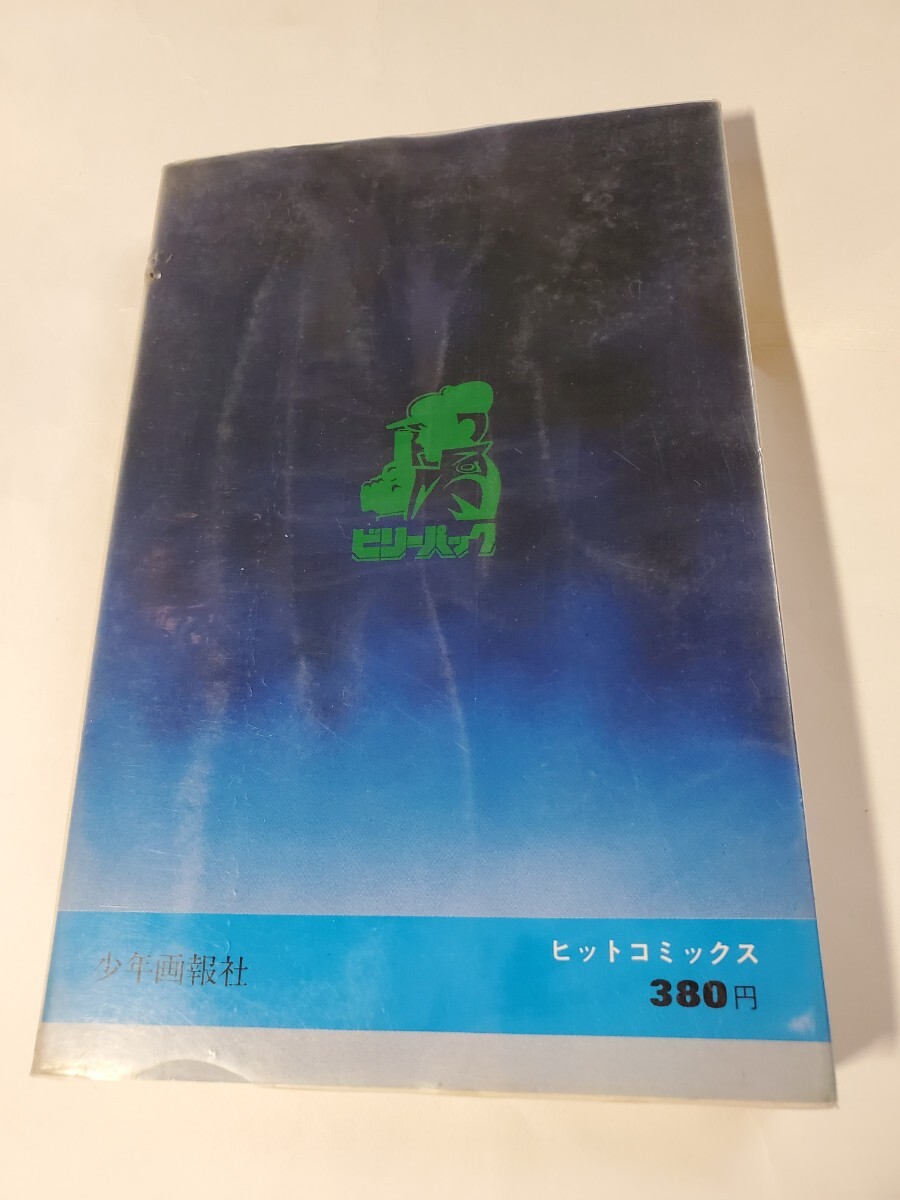 ビリーパック
少年画報社
ヒットコミックス
380円